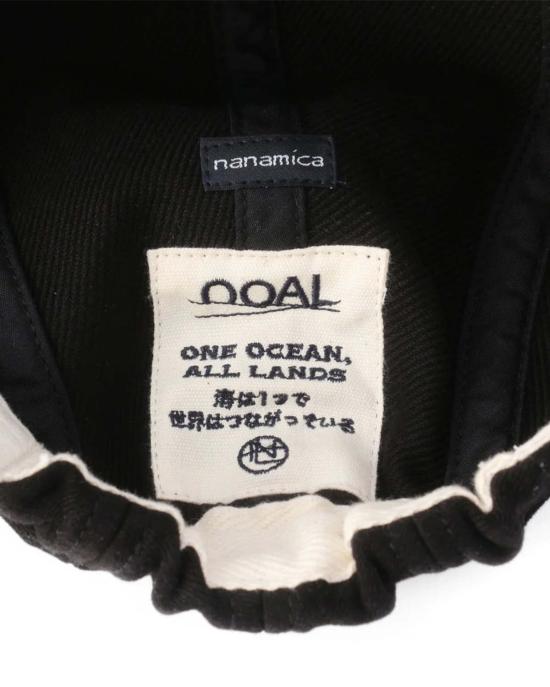 nanamica
OOAL
ONE OCEAN,
ALL LANDS
海は1つで
世界はつながっている